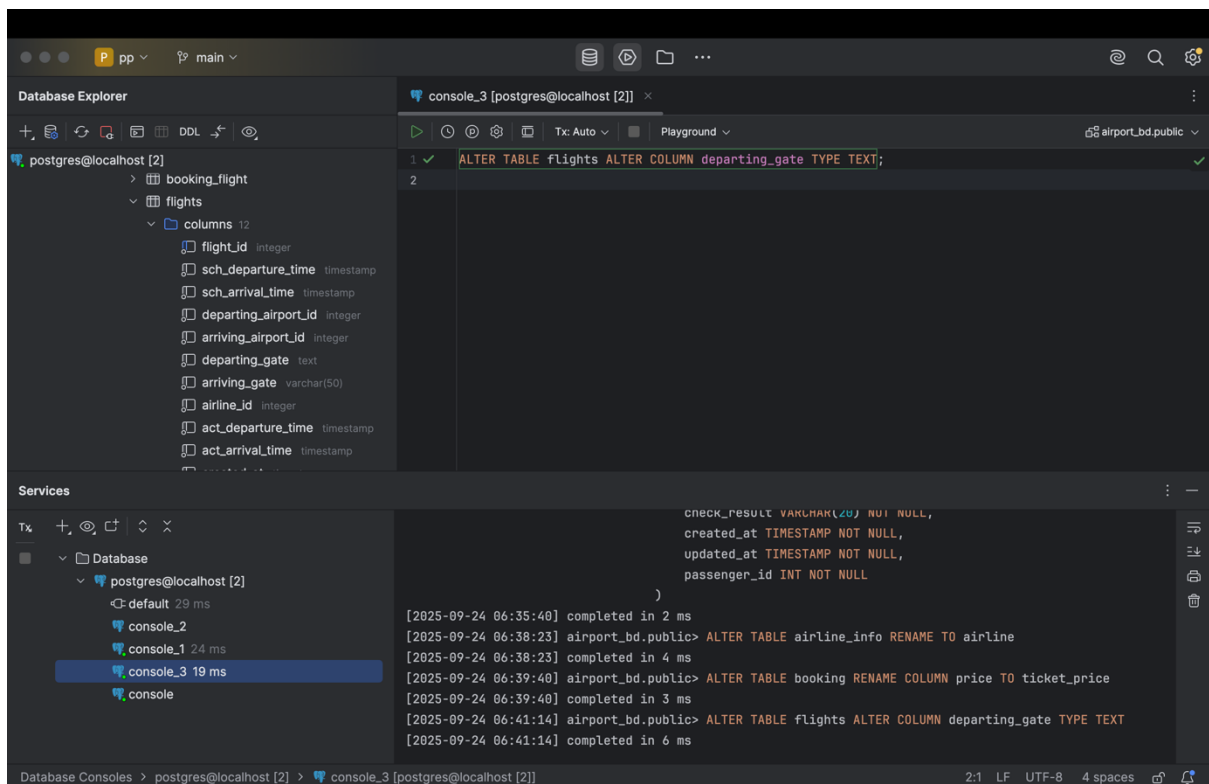 P pp main
Database Explorer
DDL
postgres@localhost [2]
booking_flight
flights
columns 12
flight_id integer
sch_departure_time timestamp
sch_arrival_time timestamp
departing_airport_id integer
arriving_airport_id integer
departing_gate text
arriving_gate varchar(50)
airline_id integer
act_departure_time timestamp
act_arrival_time timestamp
console_3 [postgres@localhost [2]]
Tx: Auto Playground airport_bd.public
1 ALTER TABLE flights ALTER COLUMN departing_gate TYPE TEXT;
2
Services
Tx
Database
postgres@localhost [2]
default 29 ms
console_2
console_1 24 ms
console_3 19 ms
console
check_result VARCHAR(20) NOT NULL,
created_at TIMESTAMP NOT NULL,
updated_at TIMESTAMP NOT NULL,
passenger_id INT NOT NULL
)
[2025-09-24 06:35:40] completed in 2 ms
[2025-09-24 06:38:23] airport_bd.public> ALTER TABLE airline_info RENAME TO airline
[2025-09-24 06:38:23] completed in 4 ms
[2025-09-24 06:39:40] airport_bd.public> ALTER TABLE booking RENAME COLUMN price TO ticket_price
[2025-09-24 06:39:40] completed in 3 ms
[2025-09-24 06:41:14] airport_bd.public> ALTER TABLE flights ALTER COLUMN departing_gate TYPE TEXT
[2025-09-24 06:41:14] completed in 6 ms
Database Consoles > postgres@localhost [2] > console_3 [postgres@localhost [2]] 2:1 LF UTF-8 4 spaces